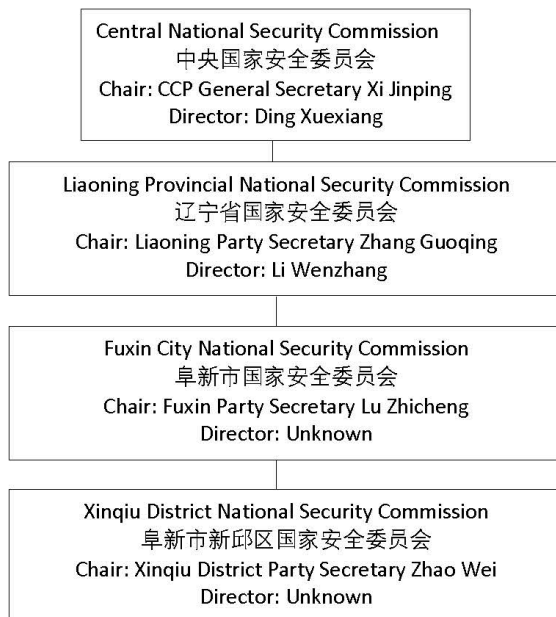 Central National Security Commission
中央国家安全委员会
Chair: CCP General Secretary Xi Jinping
Director: Ding Xuexiang
Liaoning Provincial National Security Commission
辽宁省国家安全委员会
Chair: Liaoning Party Secretary Zhang Guoqing
Director: Li Wenzhang
Fuxin City National Security Commission
阜新市国家安全委员会
Chair: Fuxin Party Secretary Lu Zhicheng
Director: Unknown
Xinqiu District National Security Commission
阜新市新邱区国家安全委员会
Chair: Xinqiu District Party Secretary Zhao Wei
Director: Unknown